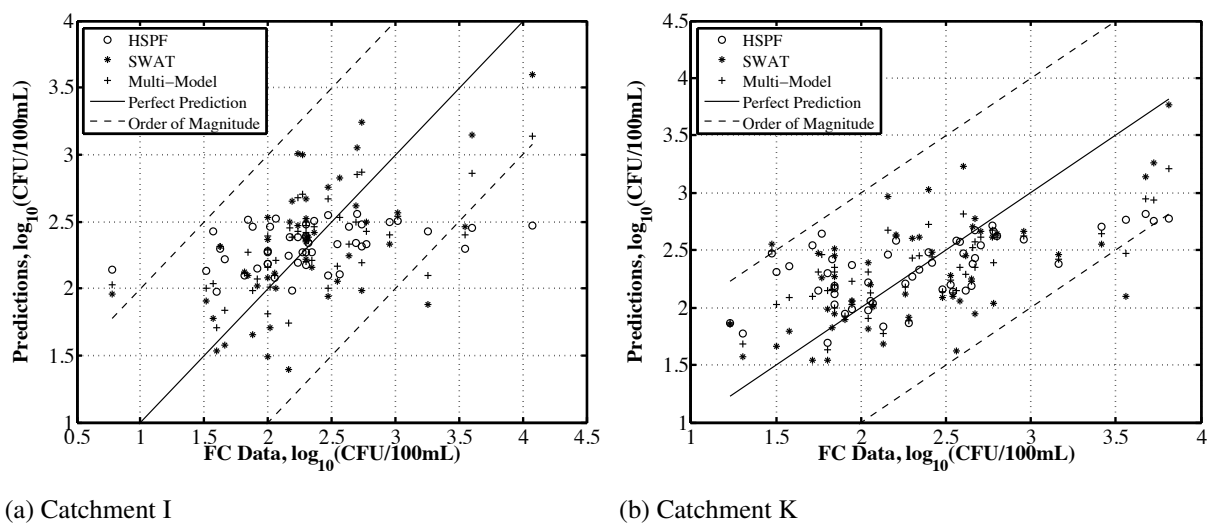 4
3.5
3
2.5
2
1.5
1
0.5 1 1.5 2 2.5 3 3.5 4 4.5
Predictions, log10(CFU/100mL)
FC Data, log10(CFU/100mL)
HSPF
SWAT
Multi−Model
Perfect Prediction
Order of Magnitude
(a) Catchment I
4.5
4
3.5
3
2.5
2
1.5
1
1 1.5 2 2.5 3 3.5 4
Predictions, log10(CFU/100mL)
FC Data, log10(CFU/100mL)
HSPF
SWAT
Multi−Model
Perfect Prediction
Order of Magnitude
(b) Catchment K